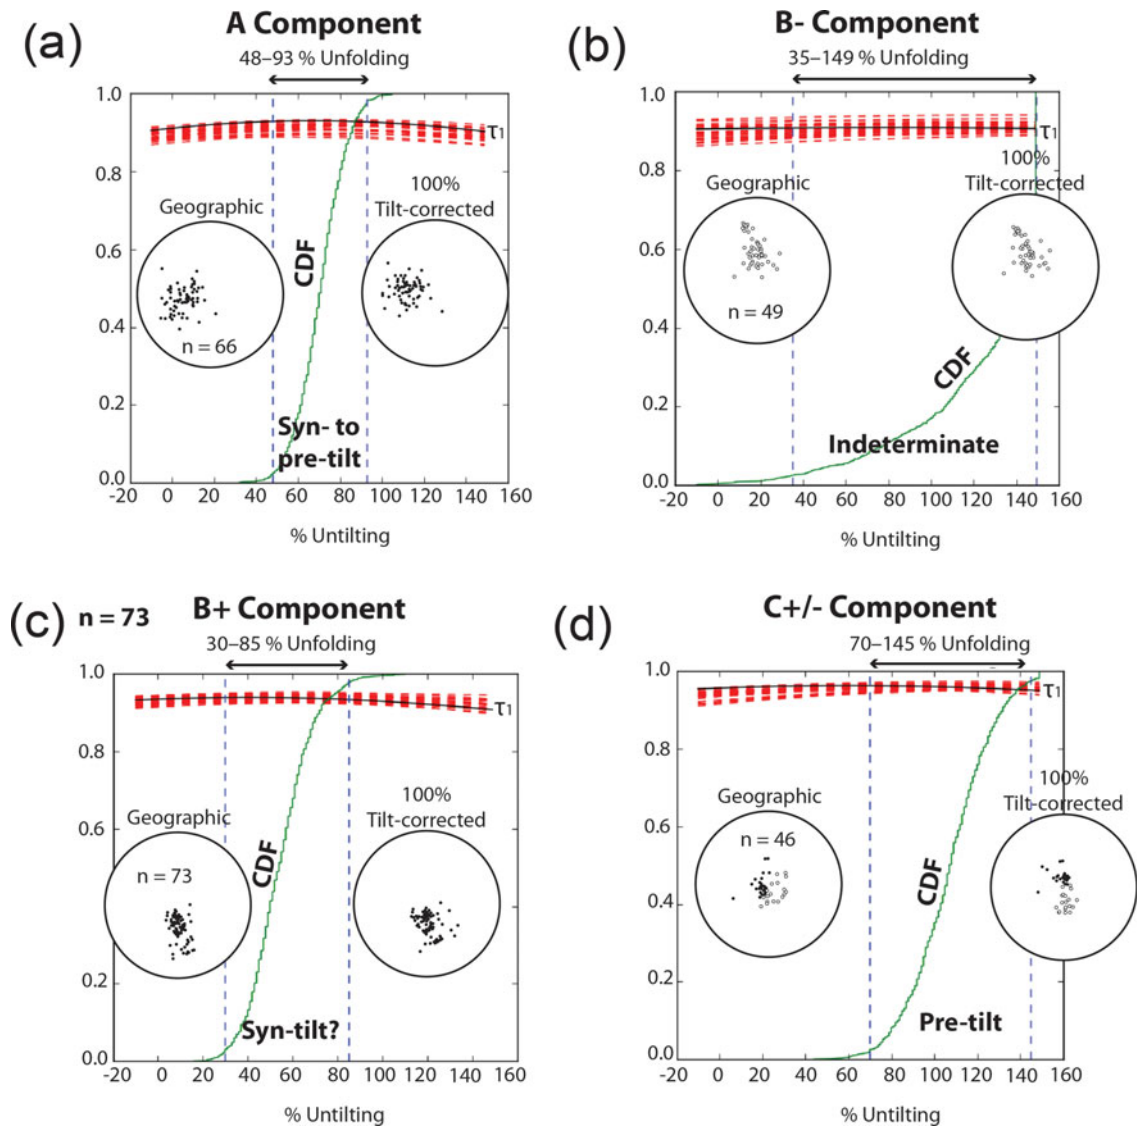 (a)
A Component
48–93 % Unfolding
1.0
τ1
0.8
Geographic
100%
Tilt-corrected
0.6
CDF
0.4
n = 66
0.2
Syn- to
pre-tilt
0.0
-20 0 20 40 60 80 100 120 140 160
% Untilting
(b)
B- Component
35–149 % Unfolding
1.0
τ1
100%
Tilt-corrected
0.8
Geographic
0.6
n = 49
0.4
CDF
0.2
Indeterminate
0.0
-20 0 20 40 60 80 100 120 140 160
% Untilting
(c)
n = 73
B+ Component
30–85 % Unfolding
1.0
τ1
0.8
100%
Geographic
Tilt-corrected
0.6
n = 73
CDF
0.2
Syn-tilt?
0.0
-20 0 20 40 60 80 100 120 140 160
% Untilting
(d)
C+/- Component
70–145 % Unfolding
1.0
τ1
0.8
100%
Geographic
Tilt-corrected
0.6
n = 46
0.4
CDF
0.2
Pre-tilt
0.0
-20 0 20 40 60 80 100 120 140 160
% Untilting